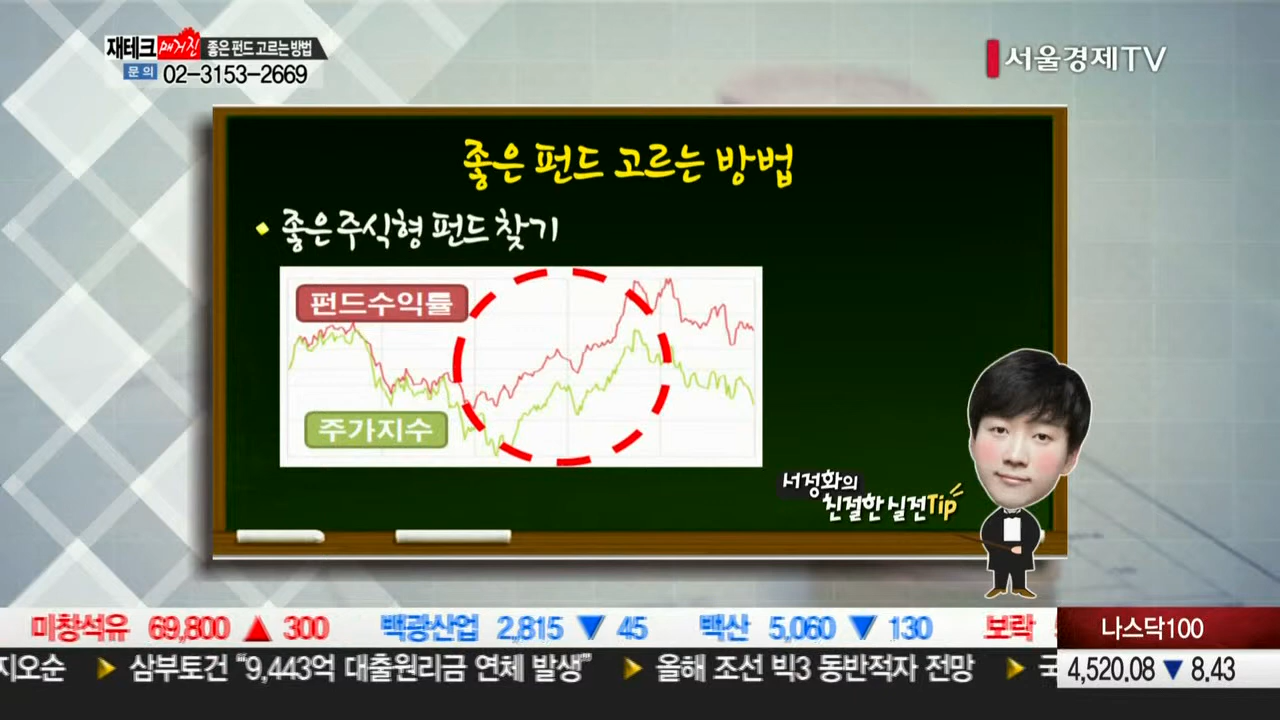 재테크 매거진 좋은 펀드 고르는 방법
문의 02-3153-2669
서울경제TV
좋은 펀드 고르는 방법
좋은 주식형 펀드 찾기
펀드수익률
주가지수
서정화의
친절한 실전Tip
미창석유 69,800 ▲ 300 백광산업 2,815 ▼ 45 백산 5,060 ▼ 130 보락
나스닥100
지오순 ▶ 삼부토건 “9,443억 대출원리금 연체 발생” ▶ 올해 조선 빅3 동반적자 전망 ▶
4,520.08 ▼ 8.43